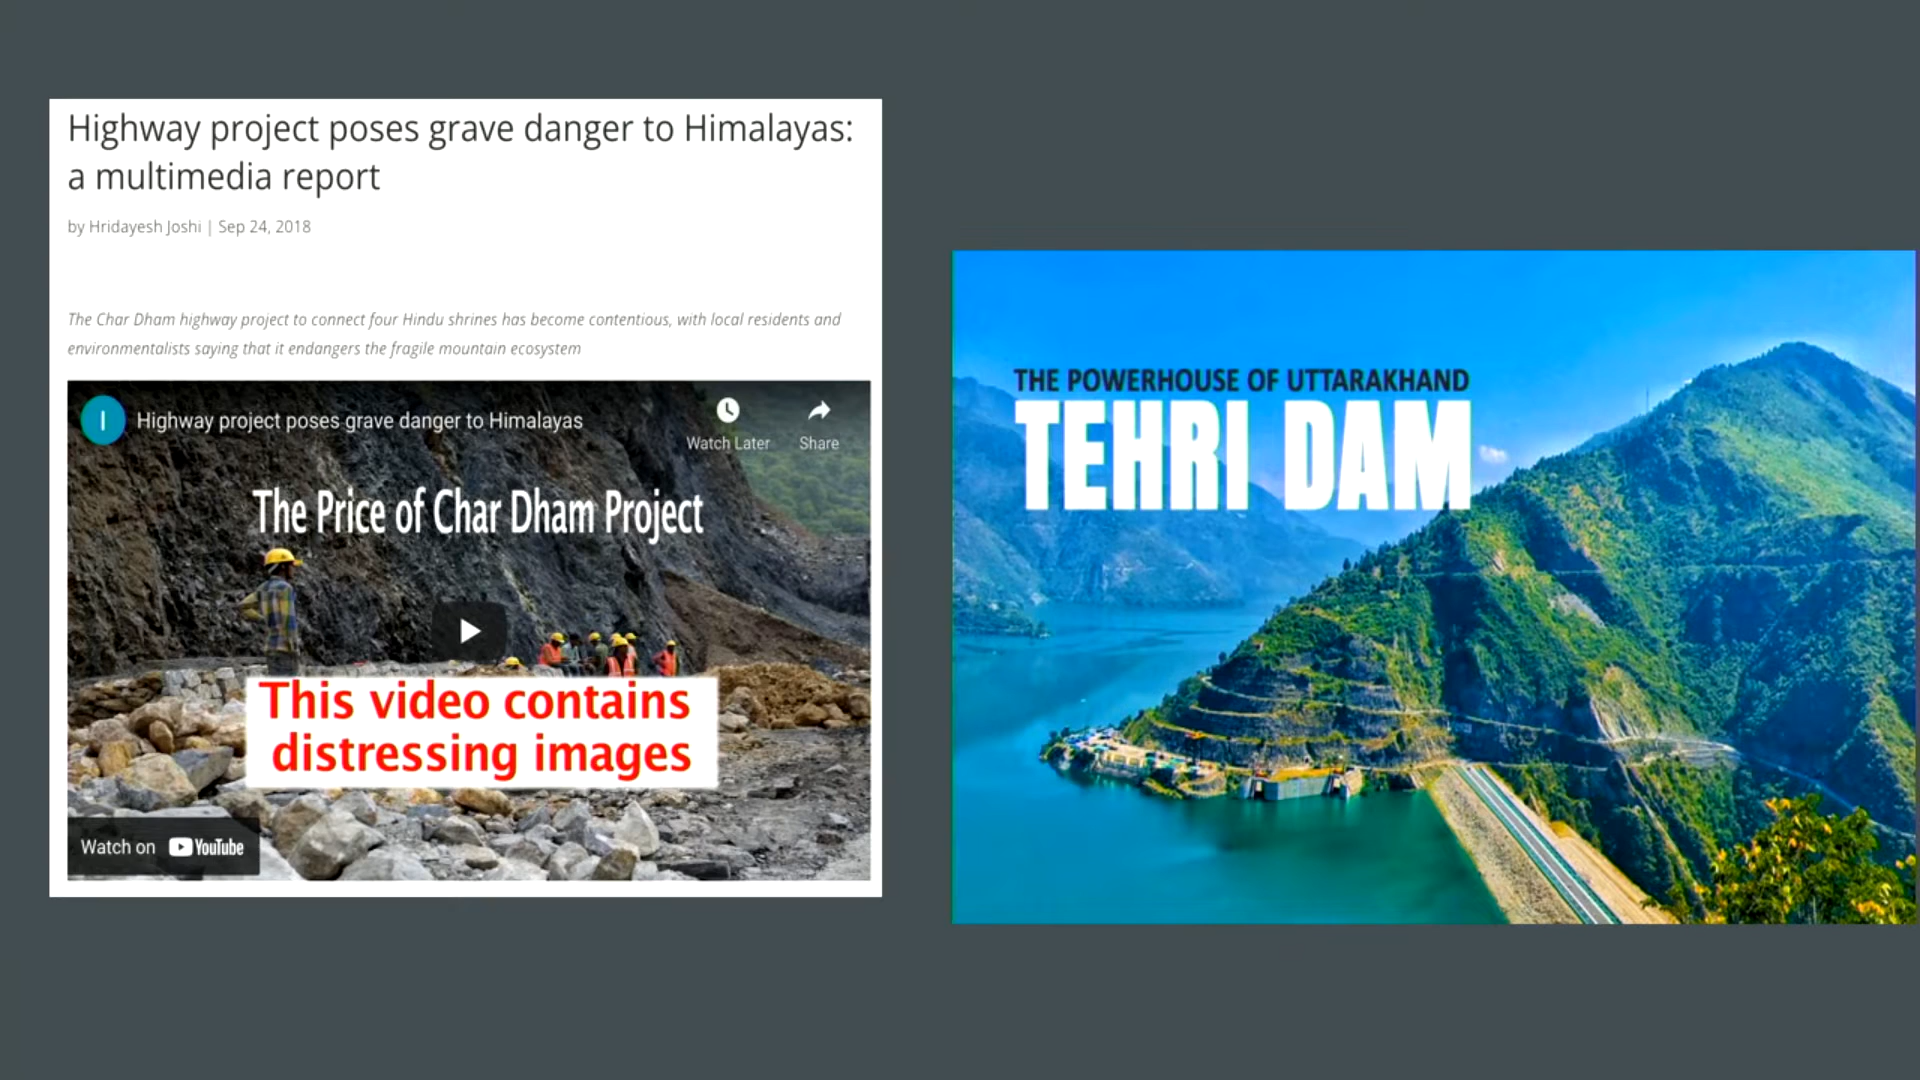 Highway project poses grave danger to Himalayas:
a multimedia report
by Hridayesh Joshi | Sep 24, 2018
The Char Dham highway project to connect four Hindu shrines has become contentious, with local residents and
environmentalists saying that it endangers the fragile mountain ecosystem
I
Highway project poses grave danger to Himalayas
Watch Later
Share
The Price of Char Dham Project
This video contains
distressing images
Watch on YouTube
THE POWERHOUSE OF UTTARAKHAND
TEHRI DAM